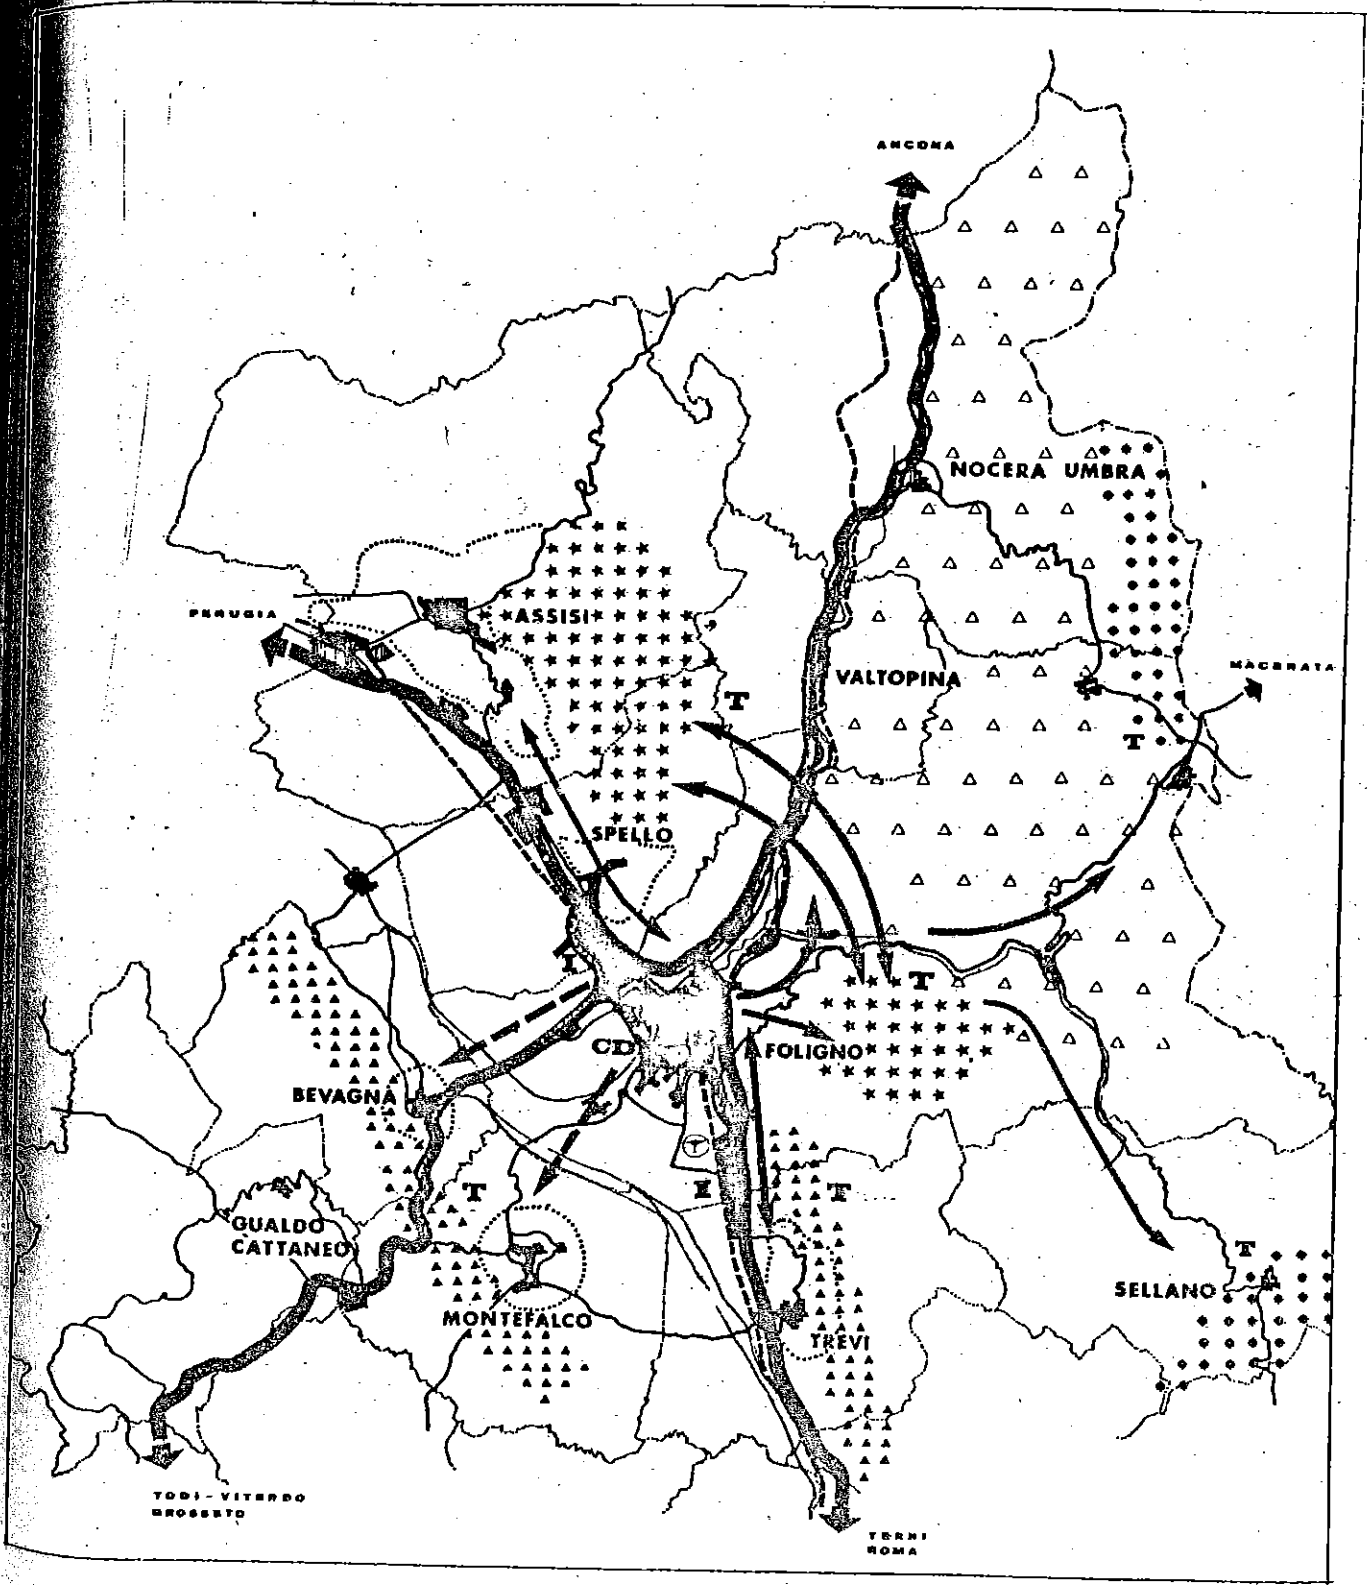 ANCONA
NOCERA UMBRA
PERUGIA
ASSISI
MACERATA
VALTOPINA
T
T
SPELLO
I
T
CD
FOLIGNO
BEVAGNA
T
I
T
GUALDO
CATTANEO
T
SELLANO
MONTEFALCO
TREVI
TODI-VITERBO
GROSSETO
TERNI
ROMA